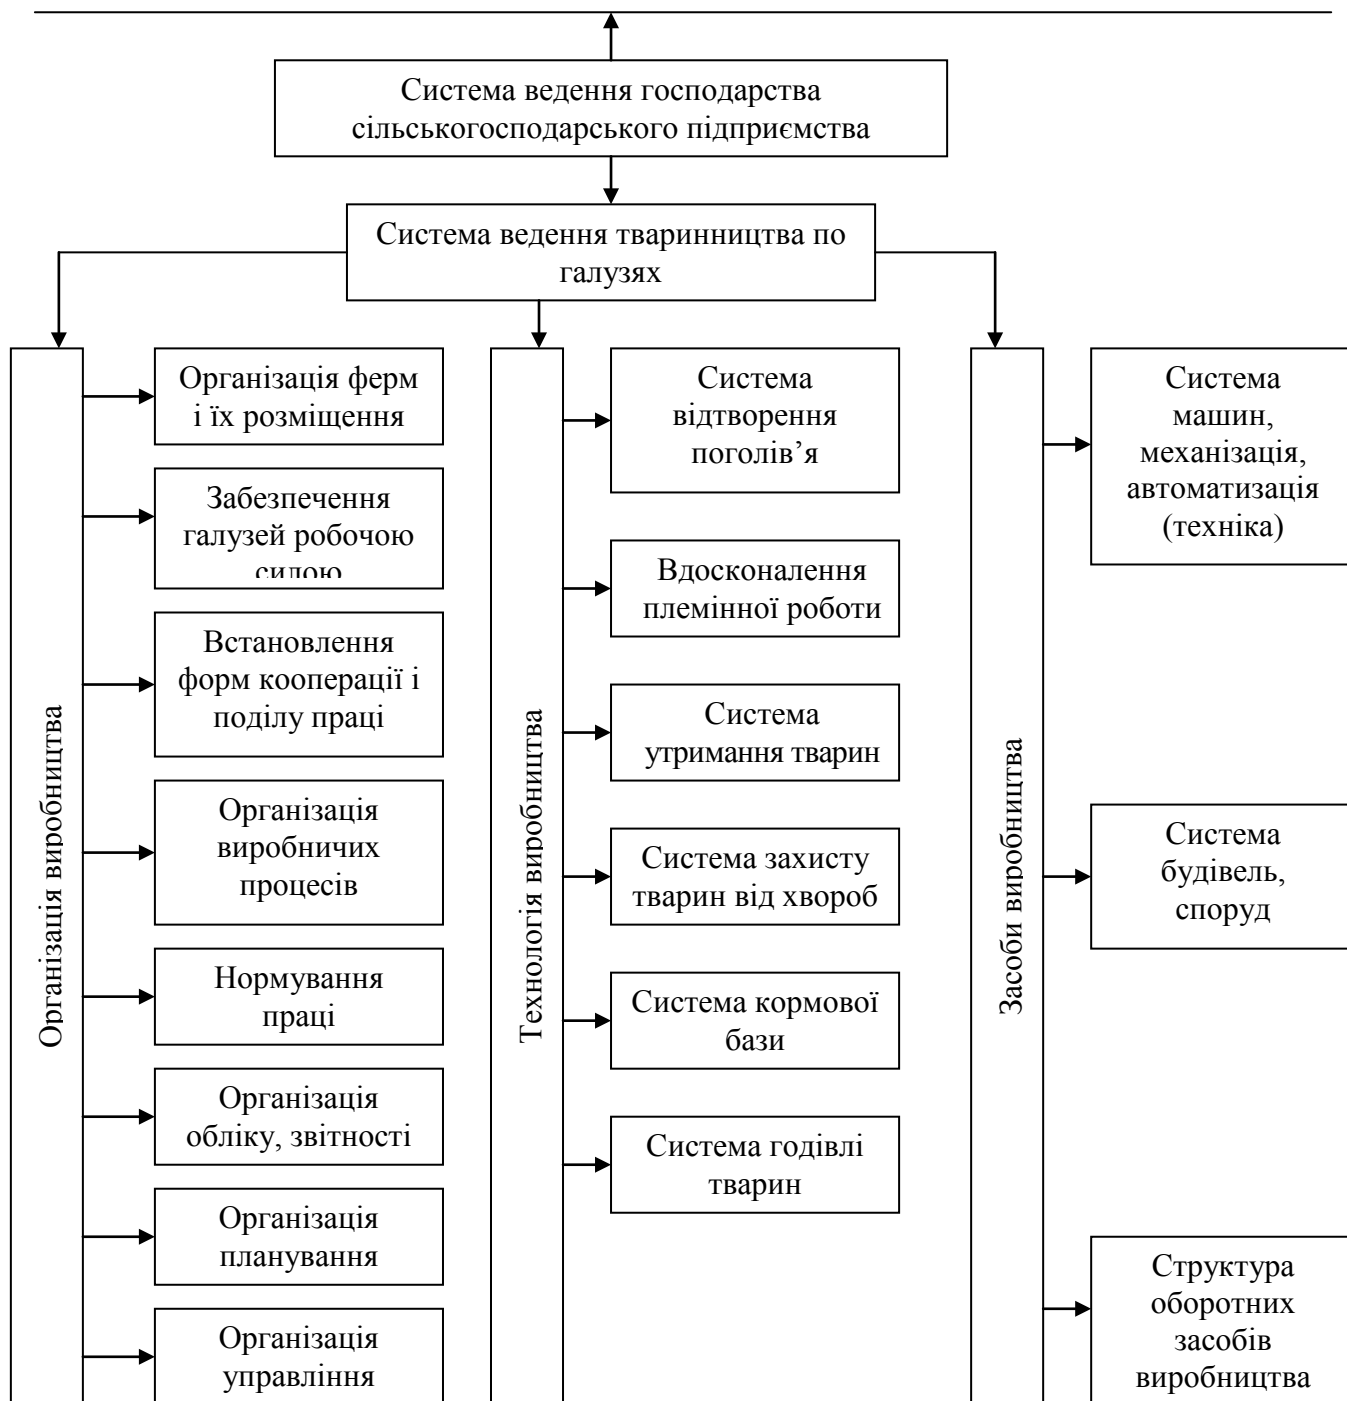 Система ведення господарства
сільськогосподарського підприємства
Система ведення тваринництва по
галузях
Організація виробництва
Організація ферм
і їх розміщення
Забезпечення
галузей робочою
силою
Встановлення
форм кооперації і
поділу праці
Організація
виробничих
процесів
Нормування
праці
Організація
обліку, звітності
Організація
планування
Організація
управління
Технологія виробництва
Система
відтворення
поголів’я
Вдосконалення
племінної роботи
Система
утримання тварин
Система захисту
тварин від хвороб
Система кормової
бази
Система годівлі
тварин
Засоби виробництва
Система
машин,
механізація,
автоматизація
(техніка)
Система
будівель,
споруд
Структура
оборотних
засобів
виробництва